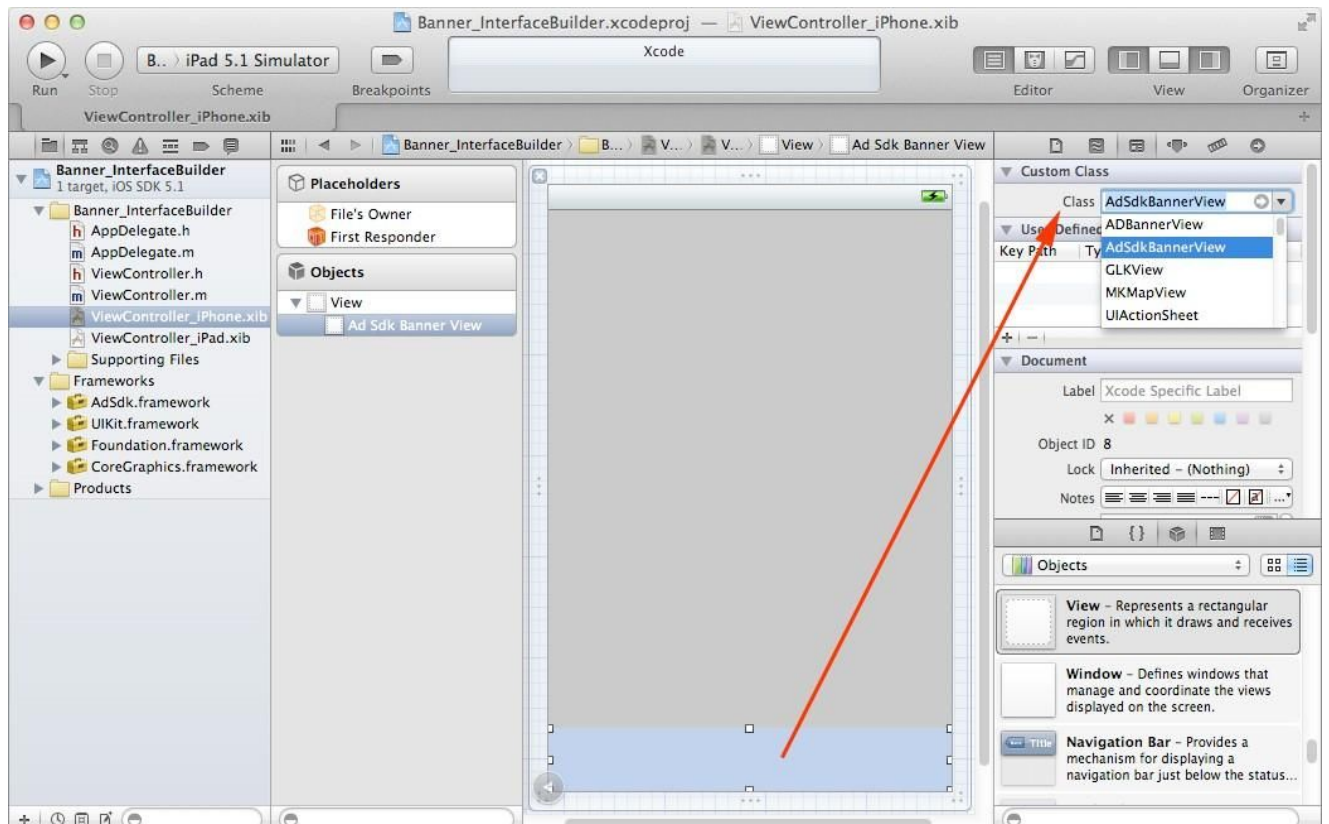 Banner_InterfaceBuilder.xcodeproj — ViewController_iPhone.xib
B.. › iPad 5.1 Simulator
Xcode
Run Stop Scheme Breakpoints Editor View Organizer
ViewController_iPhone.xib
Banner_InterfaceBuilder › B...› V...› V...› View › Ad Sdk Banner View
Banner_InterfaceBuilder
1 target, iOS SDK 5.1
Banner_InterfaceBuilder
AppDelegate.h
AppDelegate.m
ViewController.h
ViewController.m
ViewController_iPhone.xib
ViewController_iPad.xib
Supporting Files
Frameworks
AdSdk.framework
UIKit.framework
Foundation.framework
CoreGraphics.framework
Products
Placeholders
File's Owner
First Responder
Objects
View
Ad Sdk Banner View
Custom Class
Class AdSdkBannerView
ADBannerView
AdSdkBannerView
GLKView
MKMapView
UIActionSheet
Key Path Ty
Document
Label Xcode Specific Label
Object ID 8
Lock Inherited – (Nothing)
Notes
Objects
View – Represents a rectangular
region in which it draws and receives
events.
Window – Defines windows that
manage and coordinate the views
displayed on the screen.
Title
Navigation Bar – Provides a
mechanism for displaying a
navigation bar just below the status...